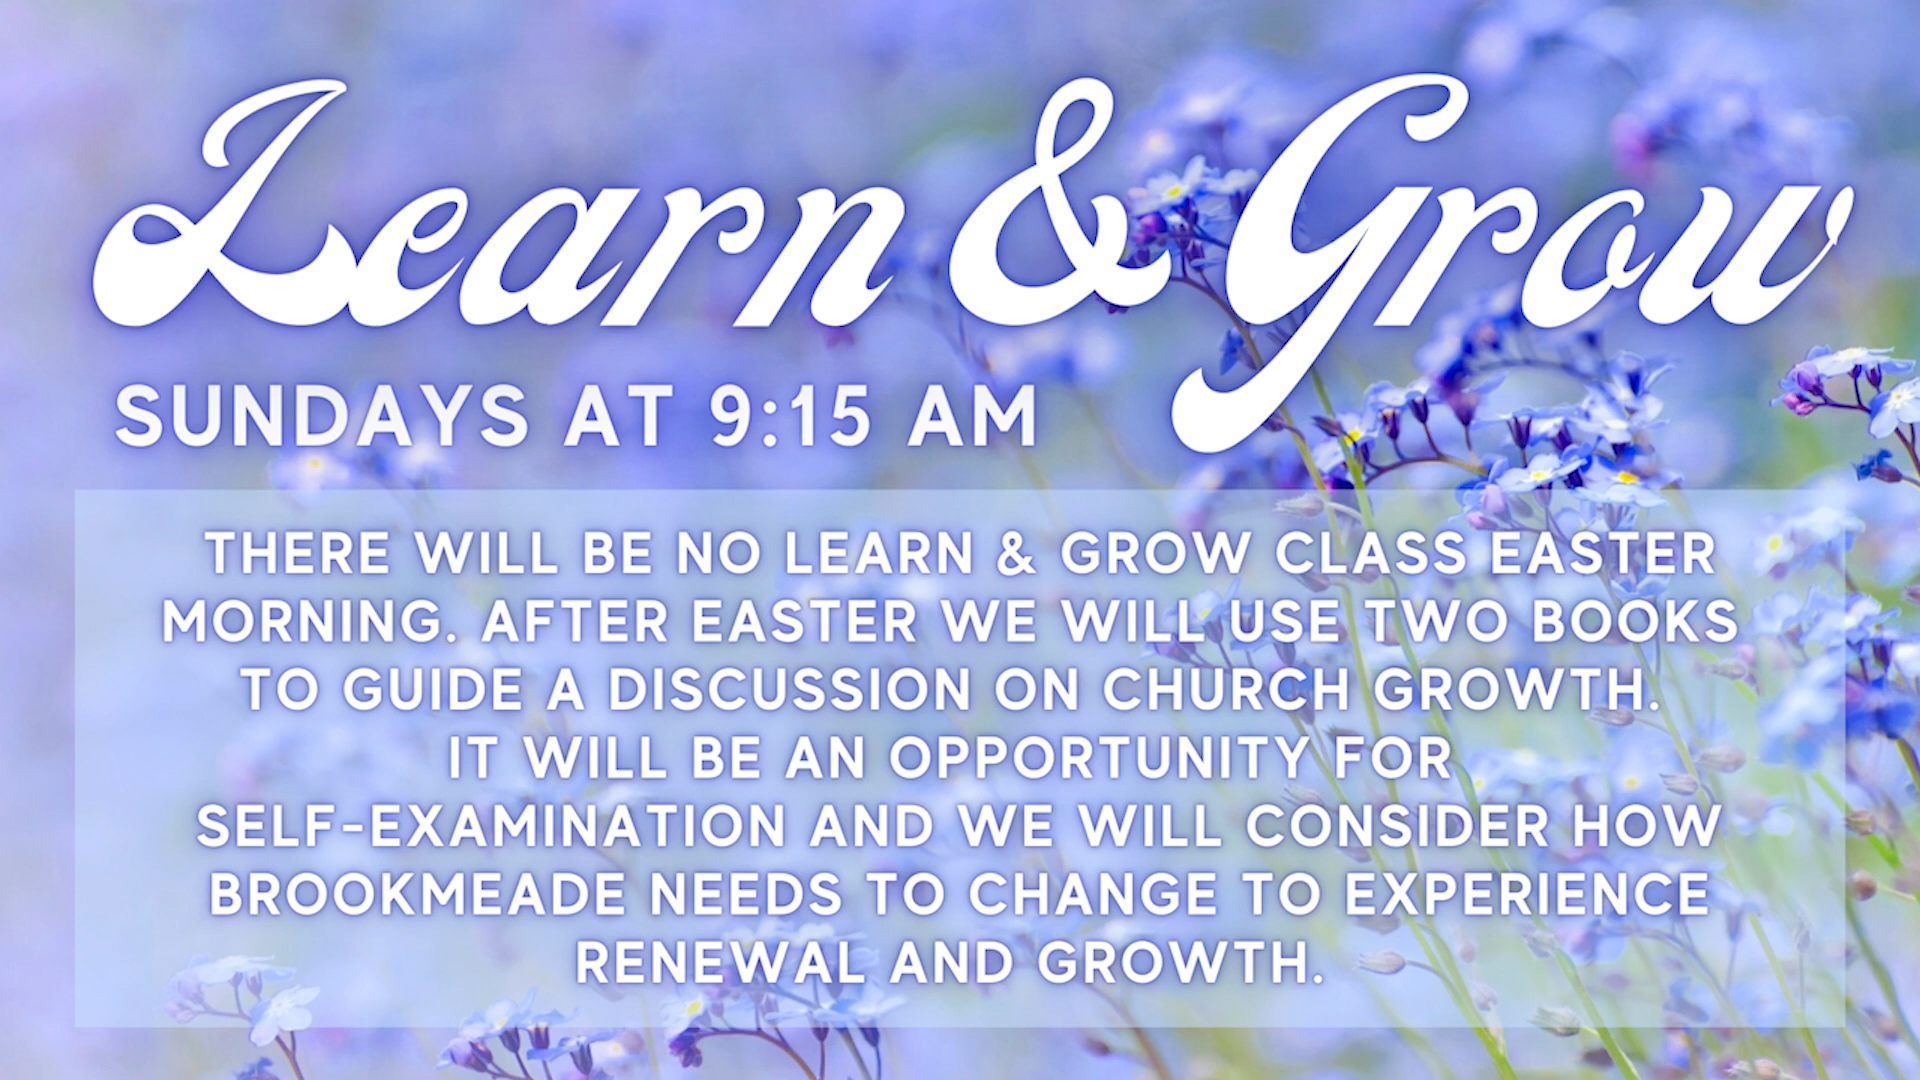 Learn & Grow
SUNDAYS AT 9:15 AM
THERE WILL BE NO LEARN & GROW CLASS EASTER
MORNING. AFTER EASTER WE WILL USE TWO BOOKS
TO GUIDE A DISCUSSION ON CHURCH GROWTH.
IT WILL BE AN OPPORTUNITY FOR
SELF-EXAMINATION AND WE WILL CONSIDER HOW
BROOKMEADE NEEDS TO CHANGE TO EXPERIENCE
RENEWAL AND GROWTH.